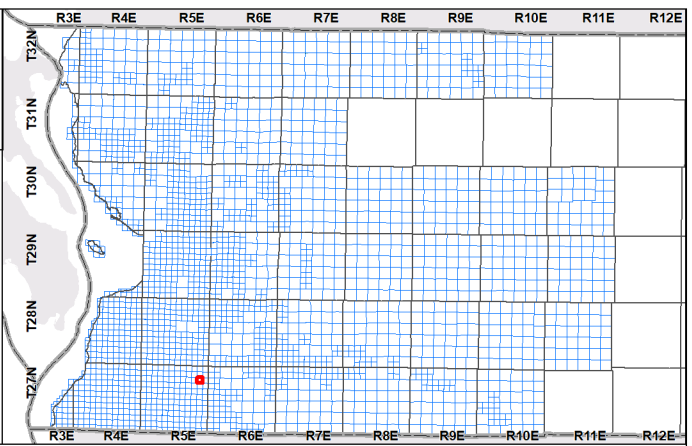 R3E R4E R5E R6E R7E R8E R9E R10E R11E R12E
T32N
T31N
T30N
T29N
T28N
T27N
R3E R4E R5E R6E R7E R8E R9E R10E R11E R12E